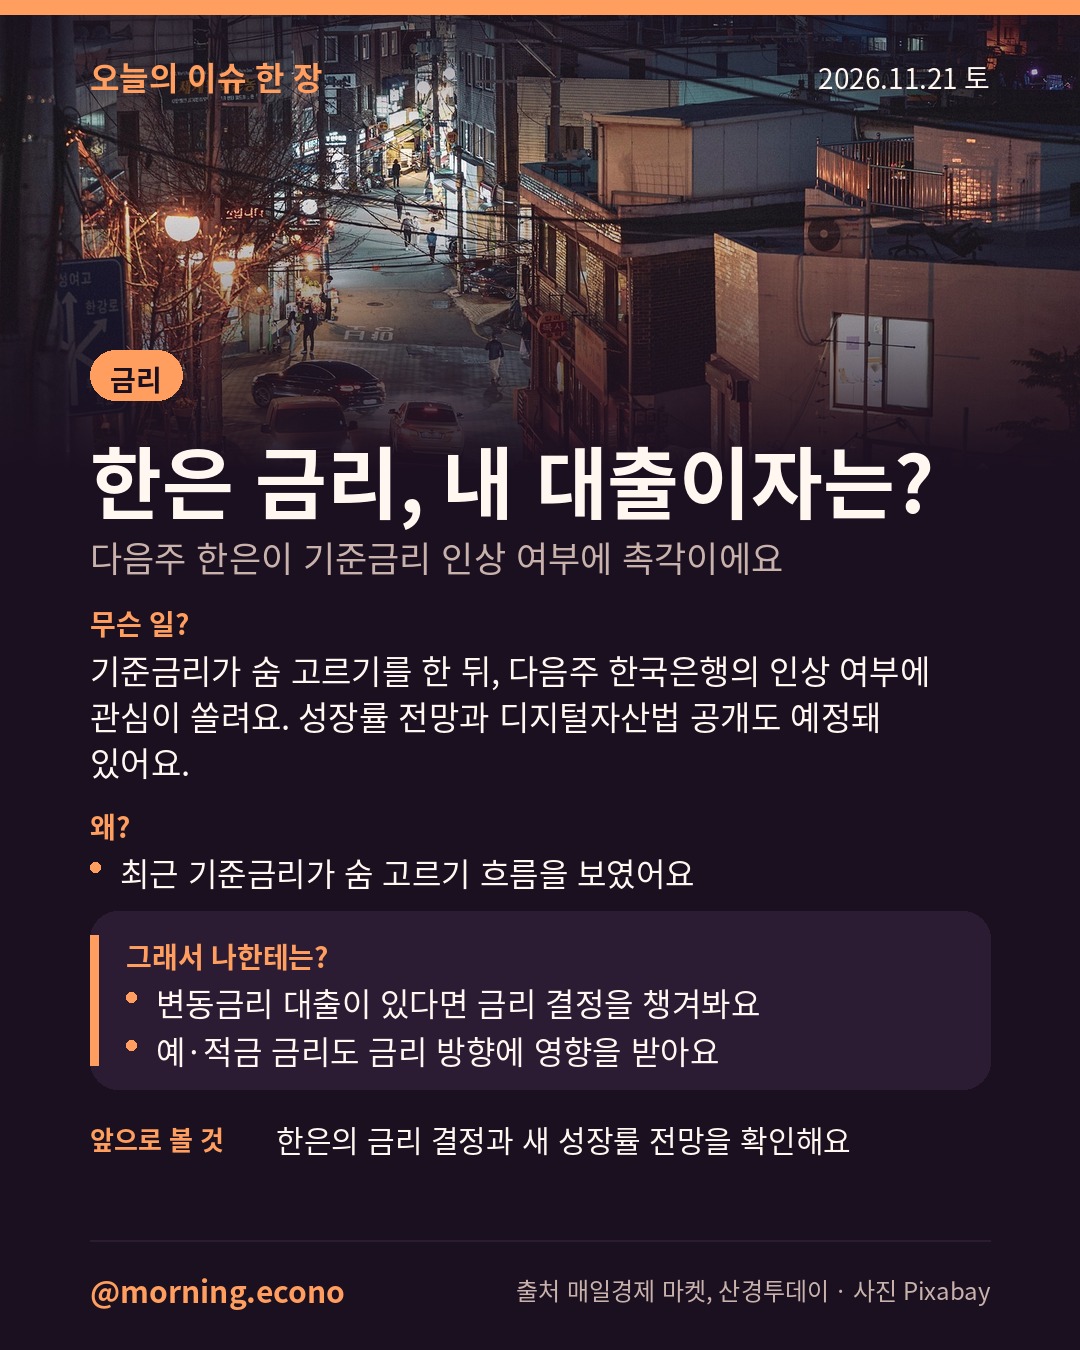 오늘의 이슈 한 장
2026.11.21 토
성여고
한강로
금리
한은 금리, 내 대출이자는?
다음주 한은이 기준금리 인상 여부에 촉각이에요
무슨 일?
기준금리가 숨 고르기를 한 뒤, 다음주 한국은행의 인상 여부에
관심이 쏠려요. 성장률 전망과 디지털자산법 공개도 예정돼
있어요.
왜?
• 최근 기준금리가 숨 고르기 흐름을 보였어요
그래서 나한테는?
• 변동금리 대출이 있다면 금리 결정을 챙겨봐요
• 예·적금 금리도 금리 방향에 영향을 받아요
앞으로 볼 것 한은의 금리 결정과 새 성장률 전망을 확인해요
@morning.econo
출처 매일경제 마켓, 산경투데이 · 사진 Pixabay